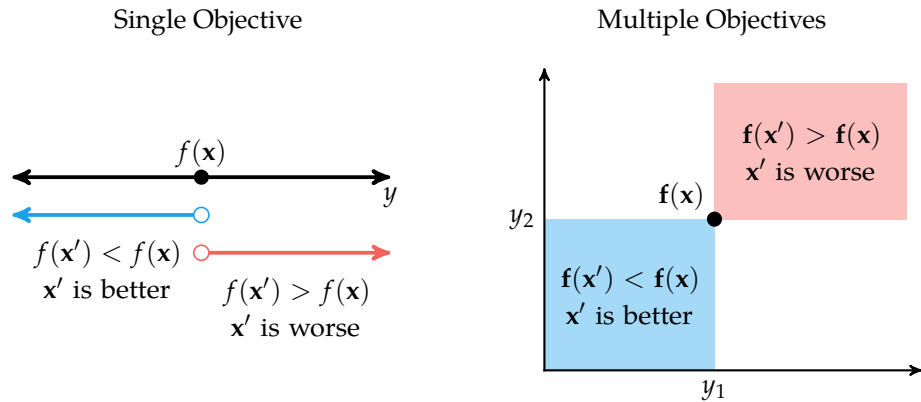 Single Objective
f(x)
y
f(x′) < f(x)
x′ is better
f(x′) > f(x)
x′ is worse
Multiple Objectives
f(x′) > f(x)
x′ is worse
f(x)
y₂
f(x′) < f(x)
x′ is better
y₁